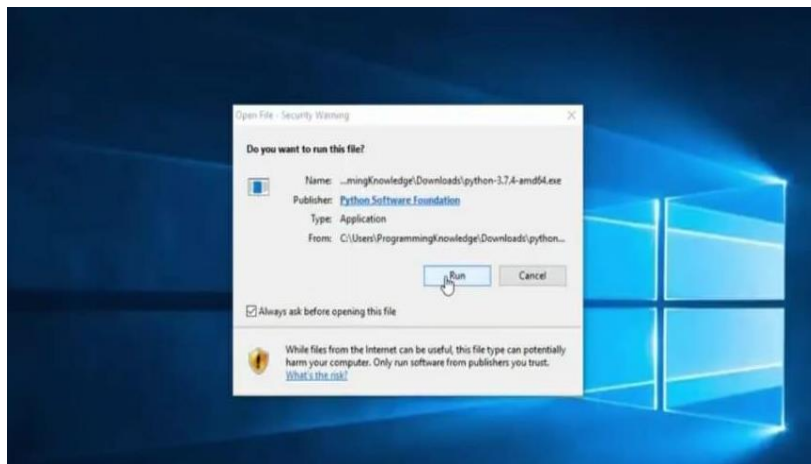 Open File - Security Warning
Do you want to run this file?
Name: ...mingKnowledge\Downloads\python-3.7.4-amd64.exe
Publisher: Python Software Foundation
Type: Application
From: C:\Users\ProgrammingKnowledge\Downloads\python...
Run Cancel
Always ask before opening this file
While files from the Internet can be useful, this file type can potentially
harm your computer. Only run software from publishers you trust.
What's the risk?